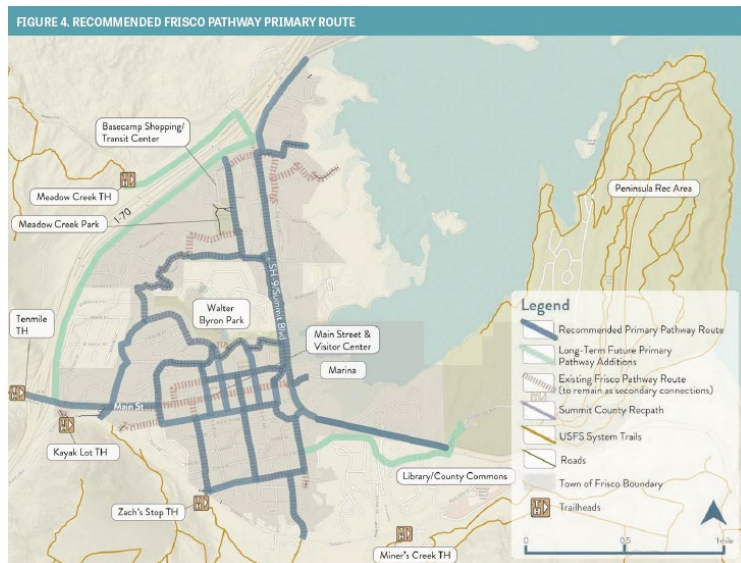 FIGURE 4. RECOMMENDED FRISCO PATHWAY PRIMARY ROUTE
Basecamp Shopping/
Transit Center
Meadow Creek TH
Meadow Creek Park
I-70
Peninsula Rec Area
SH 9/Summit Blvd
Walter
Byron Park
Tenmile
TH
Main Street &
Visitor Center
Marina
Main St
Kayak Lot TH
Library/County Commons
Zach's Stop TH
Miner's Creek TH
Legend
Recommended Primary Pathway Route
Long-Term Future Primary
Pathway Additions
Existing Frisco Pathway Route
(to remain as secondary connections)
Summit County Recpath
USFS System Trails
Roads
Town of Frisco Boundary
Trailheads
0 0.5 1 mile